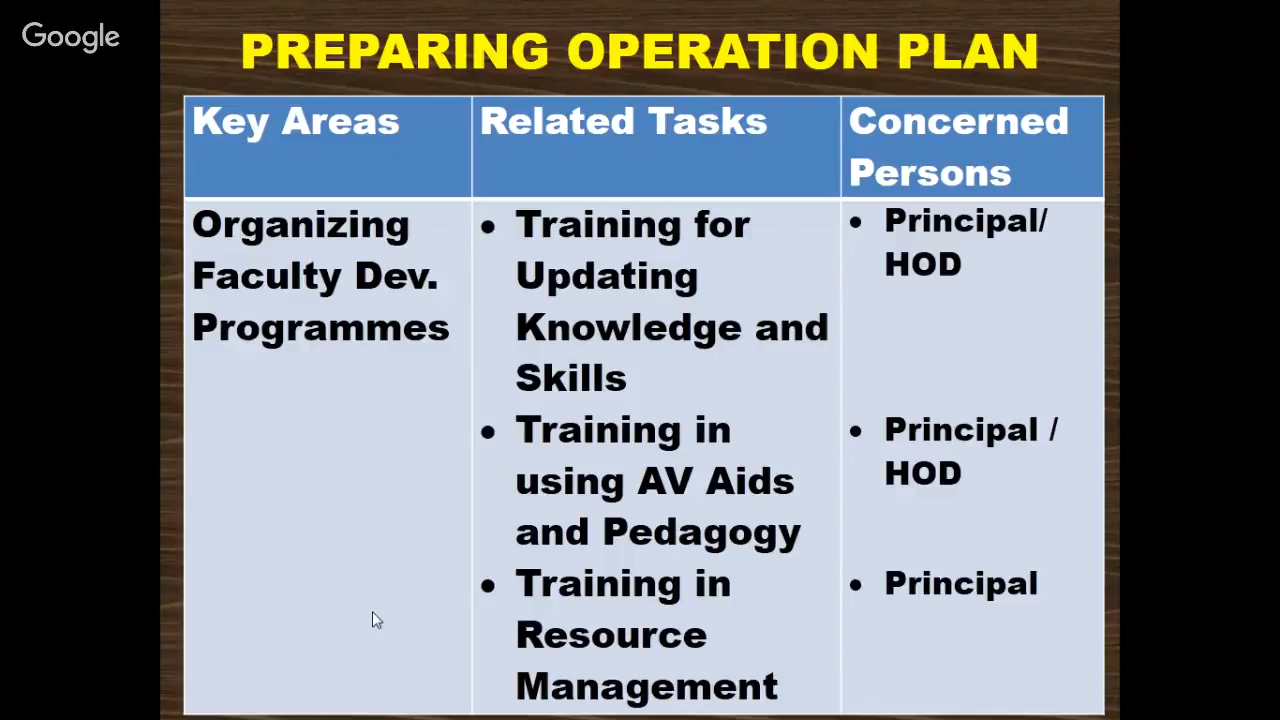 Google
PREPARING OPERATION PLAN
Key Areas
Related Tasks
Concerned
Persons
Organizing
Faculty Dev.
Programmes
• Training for
Updating
Knowledge and
Skills
• Training in
using AV Aids
and Pedagogy
• Training in
Resource
Management
• Principal/
HOD
• Principal /
HOD
• Principal